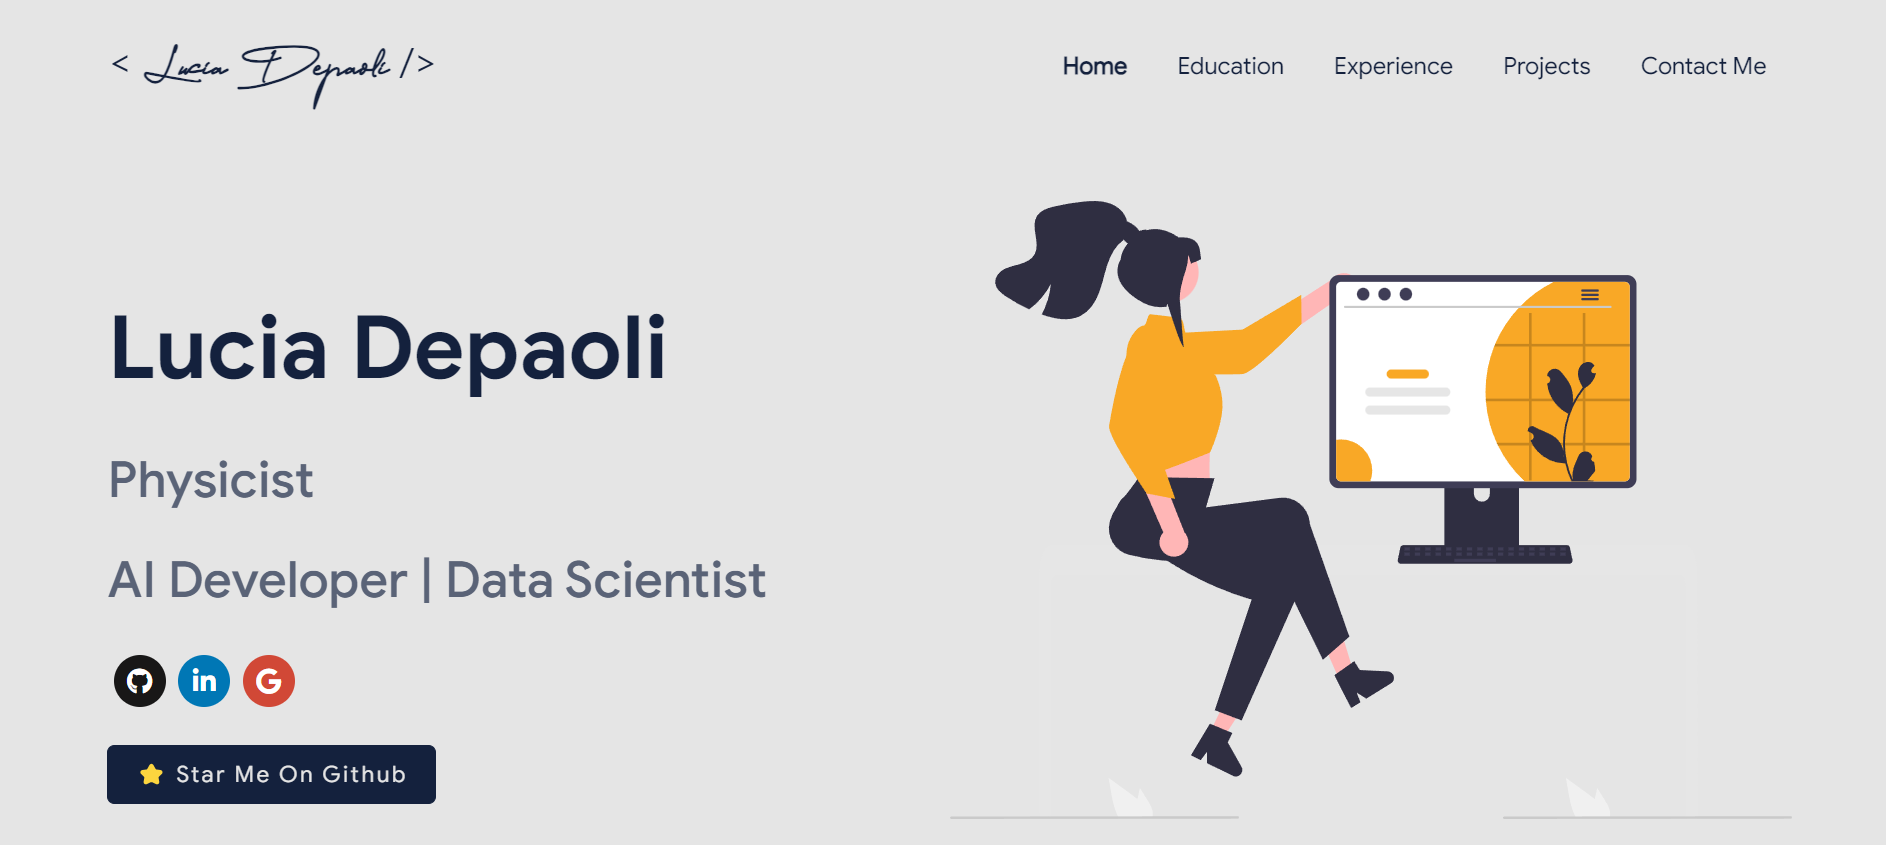 < Lucia Depaoli />
Home Education Experience Projects Contact Me
Lucia Depaoli
Physicist
AI Developer | Data Scientist
in G
Star Me On Github